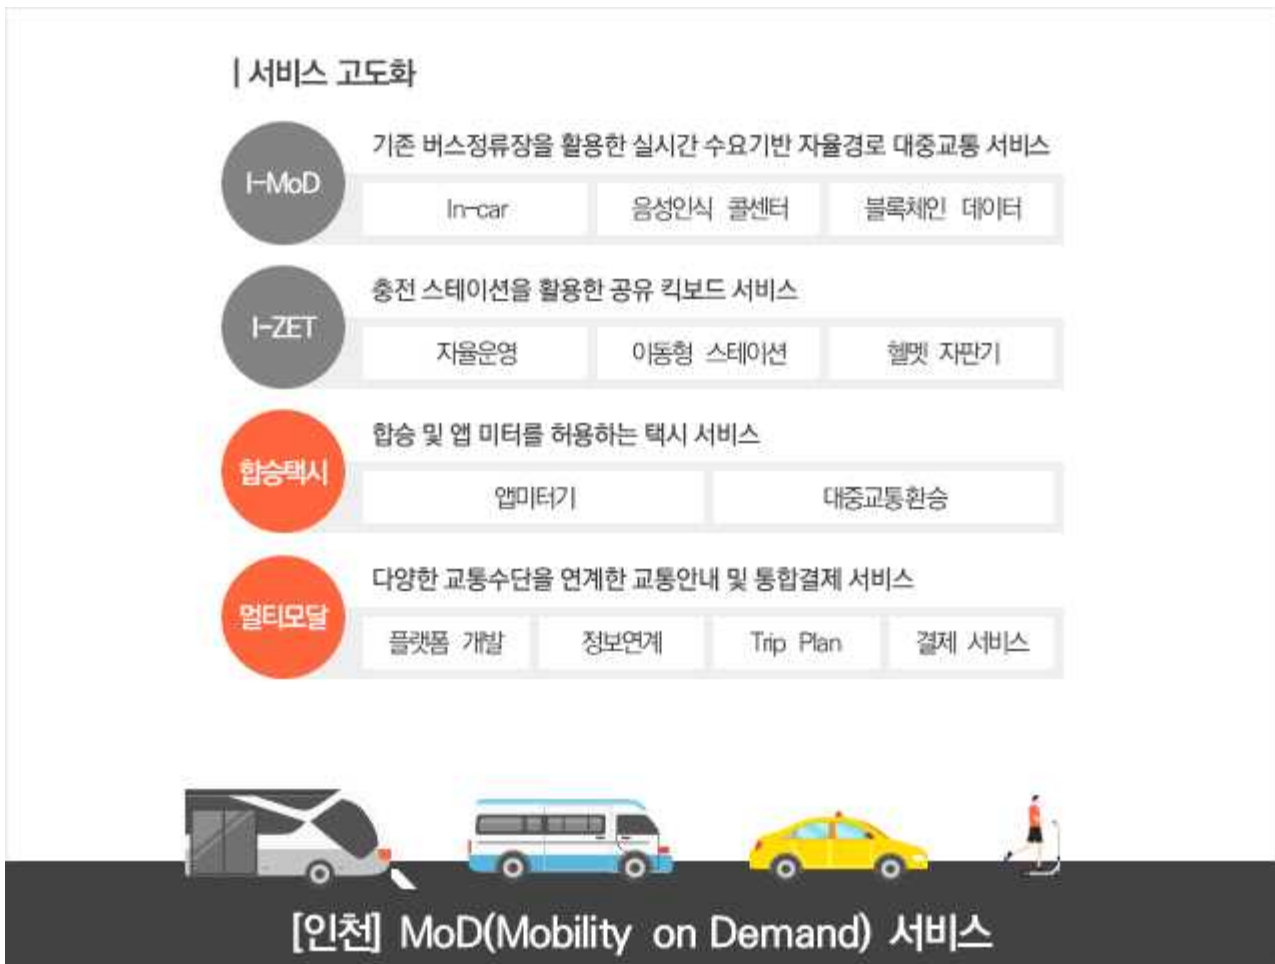 | 서비스 고도화
I-MoD
기존 버스정류장을 활용한 실시간 수요기반 자율경로 대중교통 서비스
In-car 음성인식 콜센터 블록체인 데이터
I-ZET
충전 스테이션을 활용한 공유 킥보드 서비스
자율운영 이동형 스테이션 헬멧 자판기
합승택시
합승 및 앱 미터를 허용하는 택시 서비스
앱미터기 대중교통환승
멀티모달
다양한 교통수단을 연계한 교통안내 및 통합결제 서비스
플랫폼 개발 정보연계 Trip Plan 결제 서비스
[인천] MoD(Mobility on Demand) 서비스